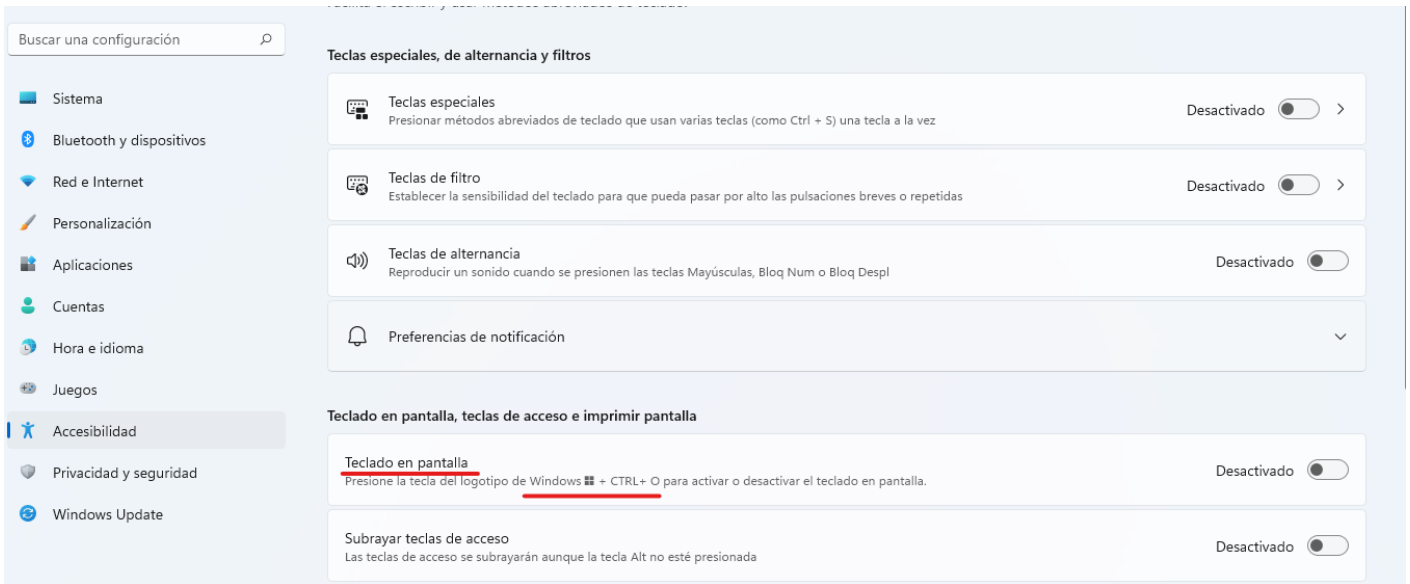 Buscar una configuración
Sistema
Bluetooth y dispositivos
Red e Internet
Personalización
Aplicaciones
Cuentas
Hora e idioma
Juegos
Accesibilidad
Privacidad y seguridad
Windows Update
Teclas especiales, de alternancia y filtros
Teclas especiales
Presionar métodos abreviados de teclado que usan varias teclas (como Ctrl + S) una tecla a la vez
Desactivado
Teclas de filtro
Establecer la sensibilidad del teclado para que pueda pasar por alto las pulsaciones breves o repetidas
Desactivado
Teclas de alternancia
Reproducir un sonido cuando se presionen las teclas Mayúsculas, Bloq Num o Bloq Despl
Desactivado
Preferencias de notificación
Teclado en pantalla, teclas de acceso e imprimir pantalla
Teclado en pantalla
Presione la tecla del logotipo de Windows + CTRL+ O para activar o desactivar el teclado en pantalla.
Desactivado
Subrayar teclas de acceso
Las teclas de acceso se subrayarán aunque la tecla Alt no esté presionada
Desactivado